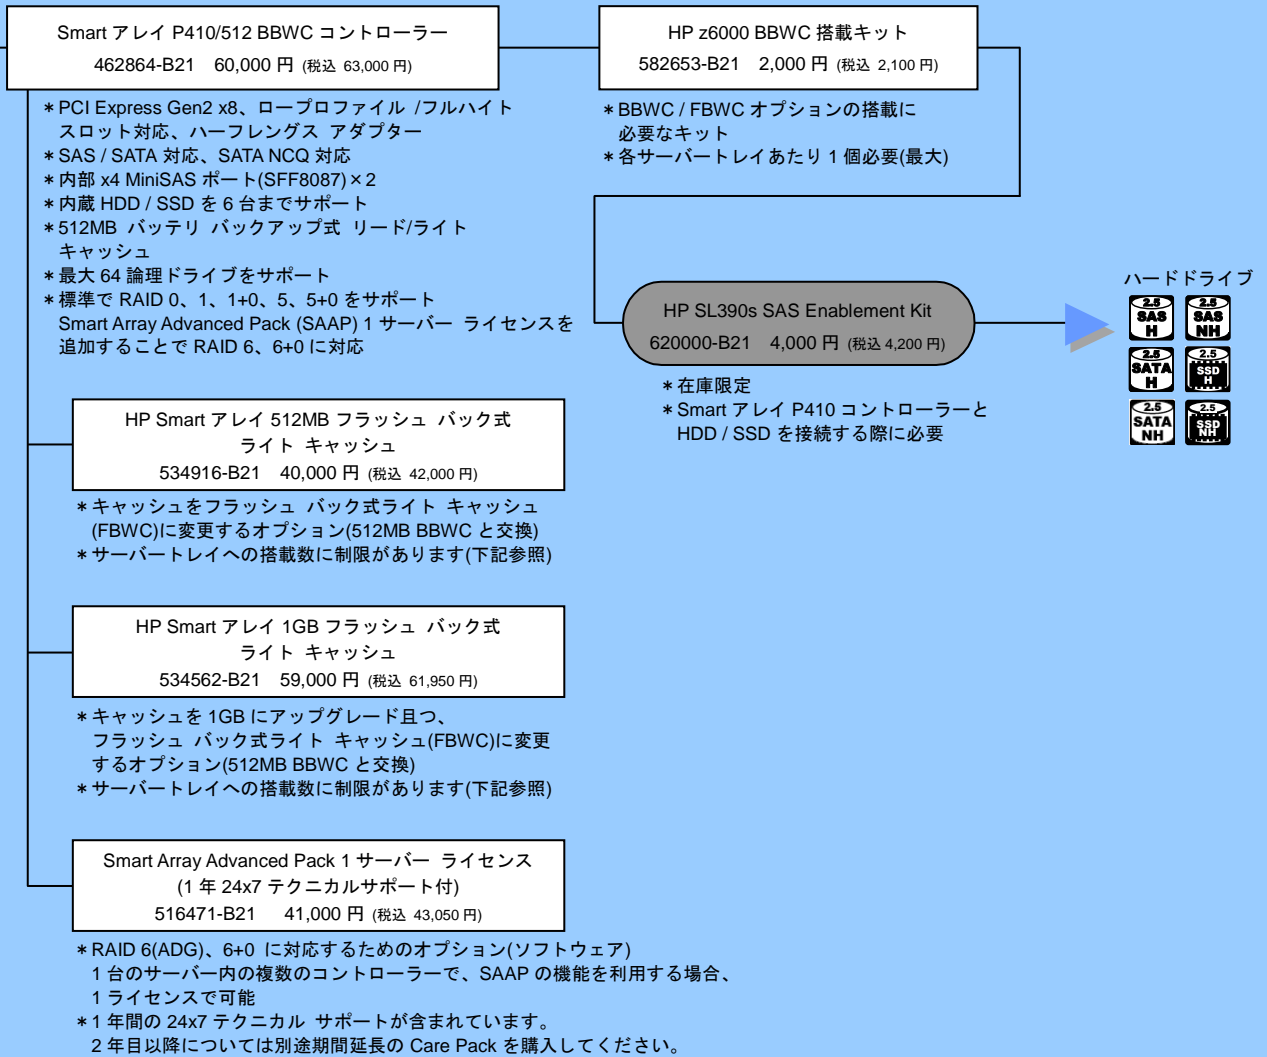 Smart アレイ P410/512 BBWC コントローラー
462864-B21 60,000 円 (税込 63,000 円)
＊PCI Express Gen2 x8、ロープロファイル /フルハイト
スロット対応、ハーフレングス アダプター
＊SAS / SATA 対応、SATA NCQ 対応
＊内部 x4 MiniSAS ポート(SFF8087)×2
＊内蔵 HDD / SSD を 6 台までサポート
＊512MB バッテリ バックアップ式 リード/ライト
キャッシュ
＊最大 64 論理ドライブをサポート
＊標準で RAID 0、1、1+0、5、5+0 をサポート
Smart Array Advanced Pack (SAAP) 1 サーバー ライセンスを
追加することで RAID 6、6+0 に対応
HP z6000 BBWC 搭載キット
582653-B21 2,000 円 (税込 2,100 円)
＊BBWC / FBWC オプションの搭載に
必要なキット
＊各サーバートレイあたり 1 個必要(最大)
HP SL390s SAS Enablement Kit
620000-B21 4,000 円 (税込 4,200 円)
＊在庫限定
＊Smart アレイ P410 コントローラーと
HDD / SSD を接続する際に必要
ハードドライブ
2.5 SAS H
2.5 SAS NH
2.5 SATA H
2.5 SSD H
2.5 SATA NH
2.5 SSD NH
HP Smart アレイ 512MB フラッシュ バック式
ライト キャッシュ
534916-B21 40,000 円 (税込 42,000 円)
＊キャッシュをフラッシュ バック式ライト キャッシュ
(FBWC)に変更するオプション(512MB BBWC と交換)
＊サーバートレイへの搭載数に制限があります(下記参照)
HP Smart アレイ 1GB フラッシュ バック式
ライト キャッシュ
534562-B21 59,000 円 (税込 61,950 円)
＊キャッシュを 1GB にアップグレード且つ、
フラッシュ バック式ライト キャッシュ(FBWC)に変更
するオプション(512MB BBWC と交換)
＊サーバートレイへの搭載数に制限があります(下記参照)
Smart Array Advanced Pack 1 サーバー ライセンス
(1 年 24x7 テクニカルサポート付)
516471-B21 41,000 円 (税込 43,050 円)
＊RAID 6(ADG)、6+0 に対応するためのオプション(ソフトウェア)
1 台のサーバー内の複数のコントローラーで、SAAP の機能を利用する場合、
1 ライセンスで可能
＊1 年間の 24x7 テクニカル サポートが含まれています。
2 年目以降については別途期間延長の Care Pack を購入してください。